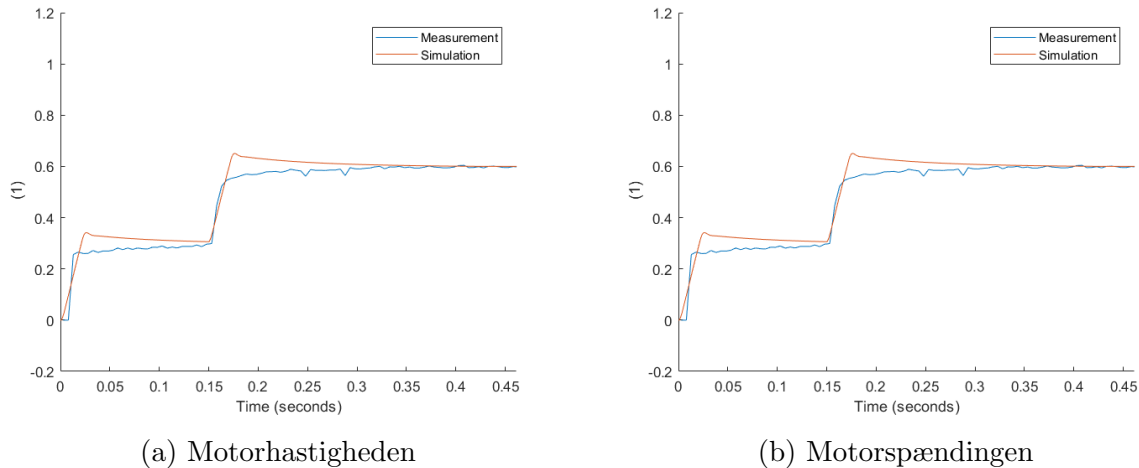 1.2
1
0.8
0.6
0.4
0.2
0
-0.2
(1)
0 0.05 0.1 0.15 0.2 0.25 0.3 0.35 0.4 0.45
Time (seconds)
Measurement
Simulation
(a) Motorhastigheden
1.2
1
0.8
0.6
0.4
0.2
0
-0.2
(1)
0 0.05 0.1 0.15 0.2 0.25 0.3 0.35 0.4 0.45
Time (seconds)
Measurement
Simulation
(b) Motorspændingen